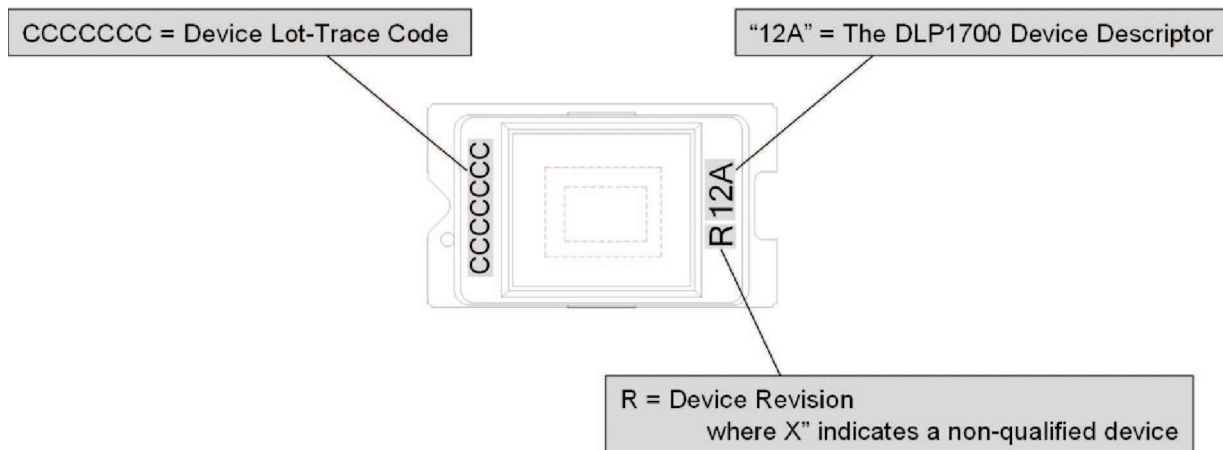 CCCCCCC = Device Lot-Trace Code
“12A” = The DLP1700 Device Descriptor
CCCCCCC
R 12A
R = Device Revision
where X” indicates a non-qualified device